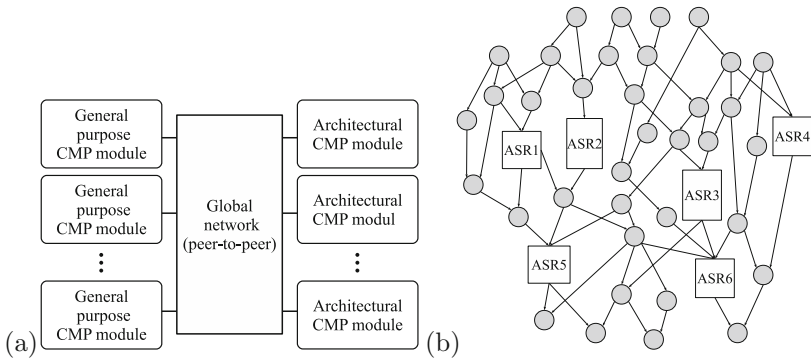 General
purpose
CMP module
General
purpose
CMP module
General
purpose
CMP module
Global
network
(peer-to-peer)
Architectural
CMP module
Architectural
CMP modul
Architectural
CMP module
(a)
ASR1
ASR2
ASR4
ASR3
ASR5
ASR6
(b)